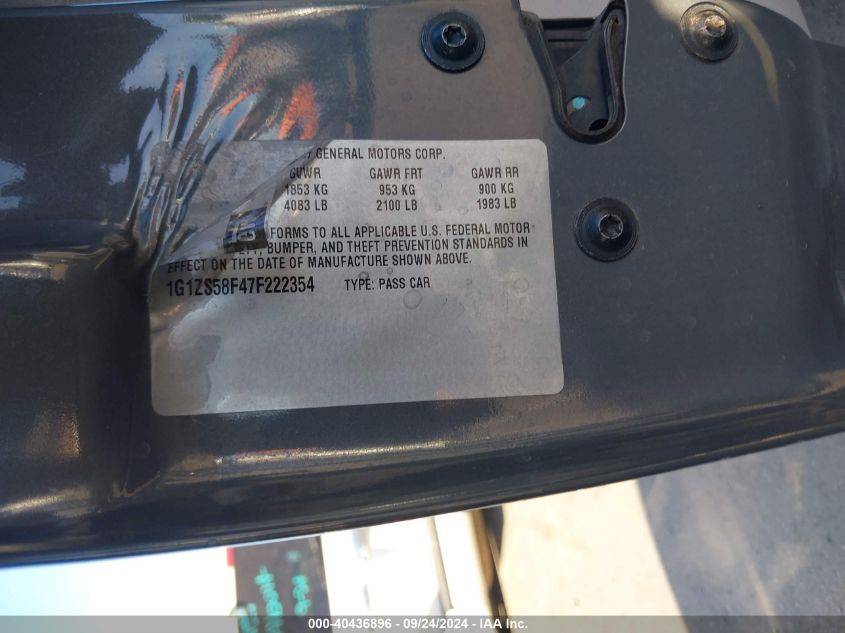 GENERAL MOTORS CORP.
GVWR GAWR FRT GAWR RR
1853 KG 953 KG 900 KG
4083 LB 2100 LB 1983 LB
FORMS TO ALL APPLICABLE U.S. FEDERAL MOTOR
BUMPER, AND THEFT PREVENTION STANDARDS IN
EFFECT ON THE DATE OF MANUFACTURE SHOWN ABOVE.
1G1ZS58F47F222354 TYPE: PASS CAR
000-40436896 - 09/24/2024 - IAA Inc.